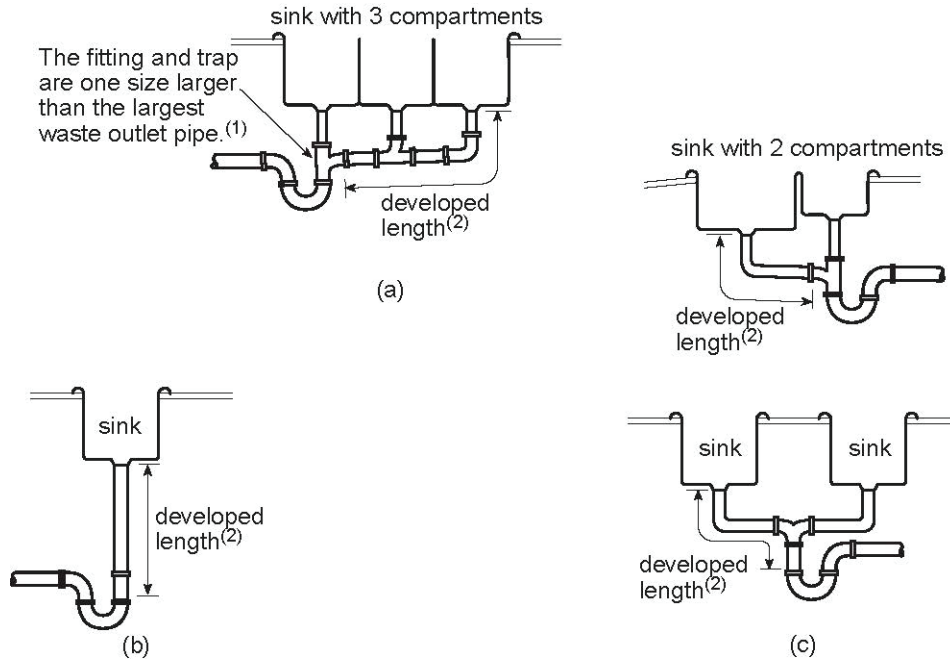 sink with 3 compartments
The fitting and trap
are one size larger
than the largest
waste outlet pipe.(1)
developed
length(2)
(a)
sink with 2 compartments
developed
length(2)
sink
developed
length(2)
(b)
sink
sink
developed
length(2)
(c)